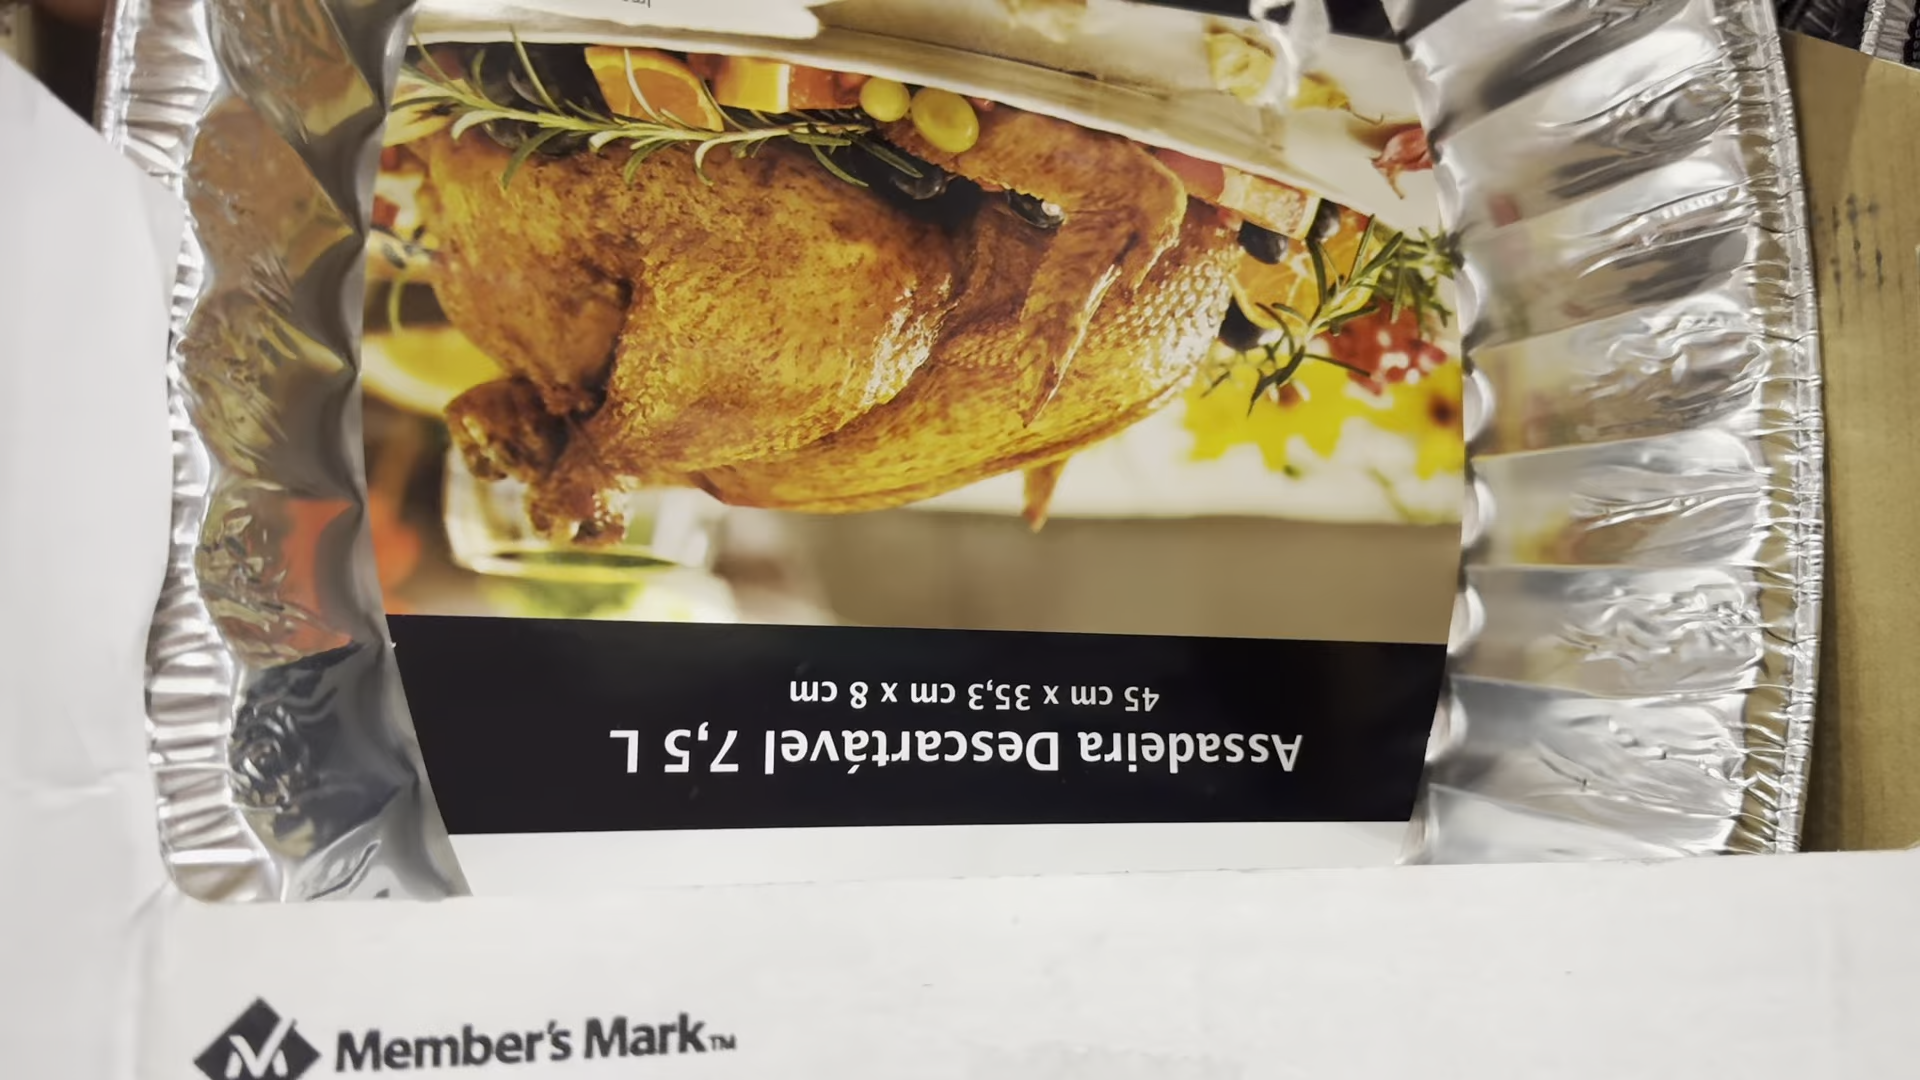 Assadeira Descartável 7,5 L
45 cm x 35,3 cm x 8 cm
Member's Mark™